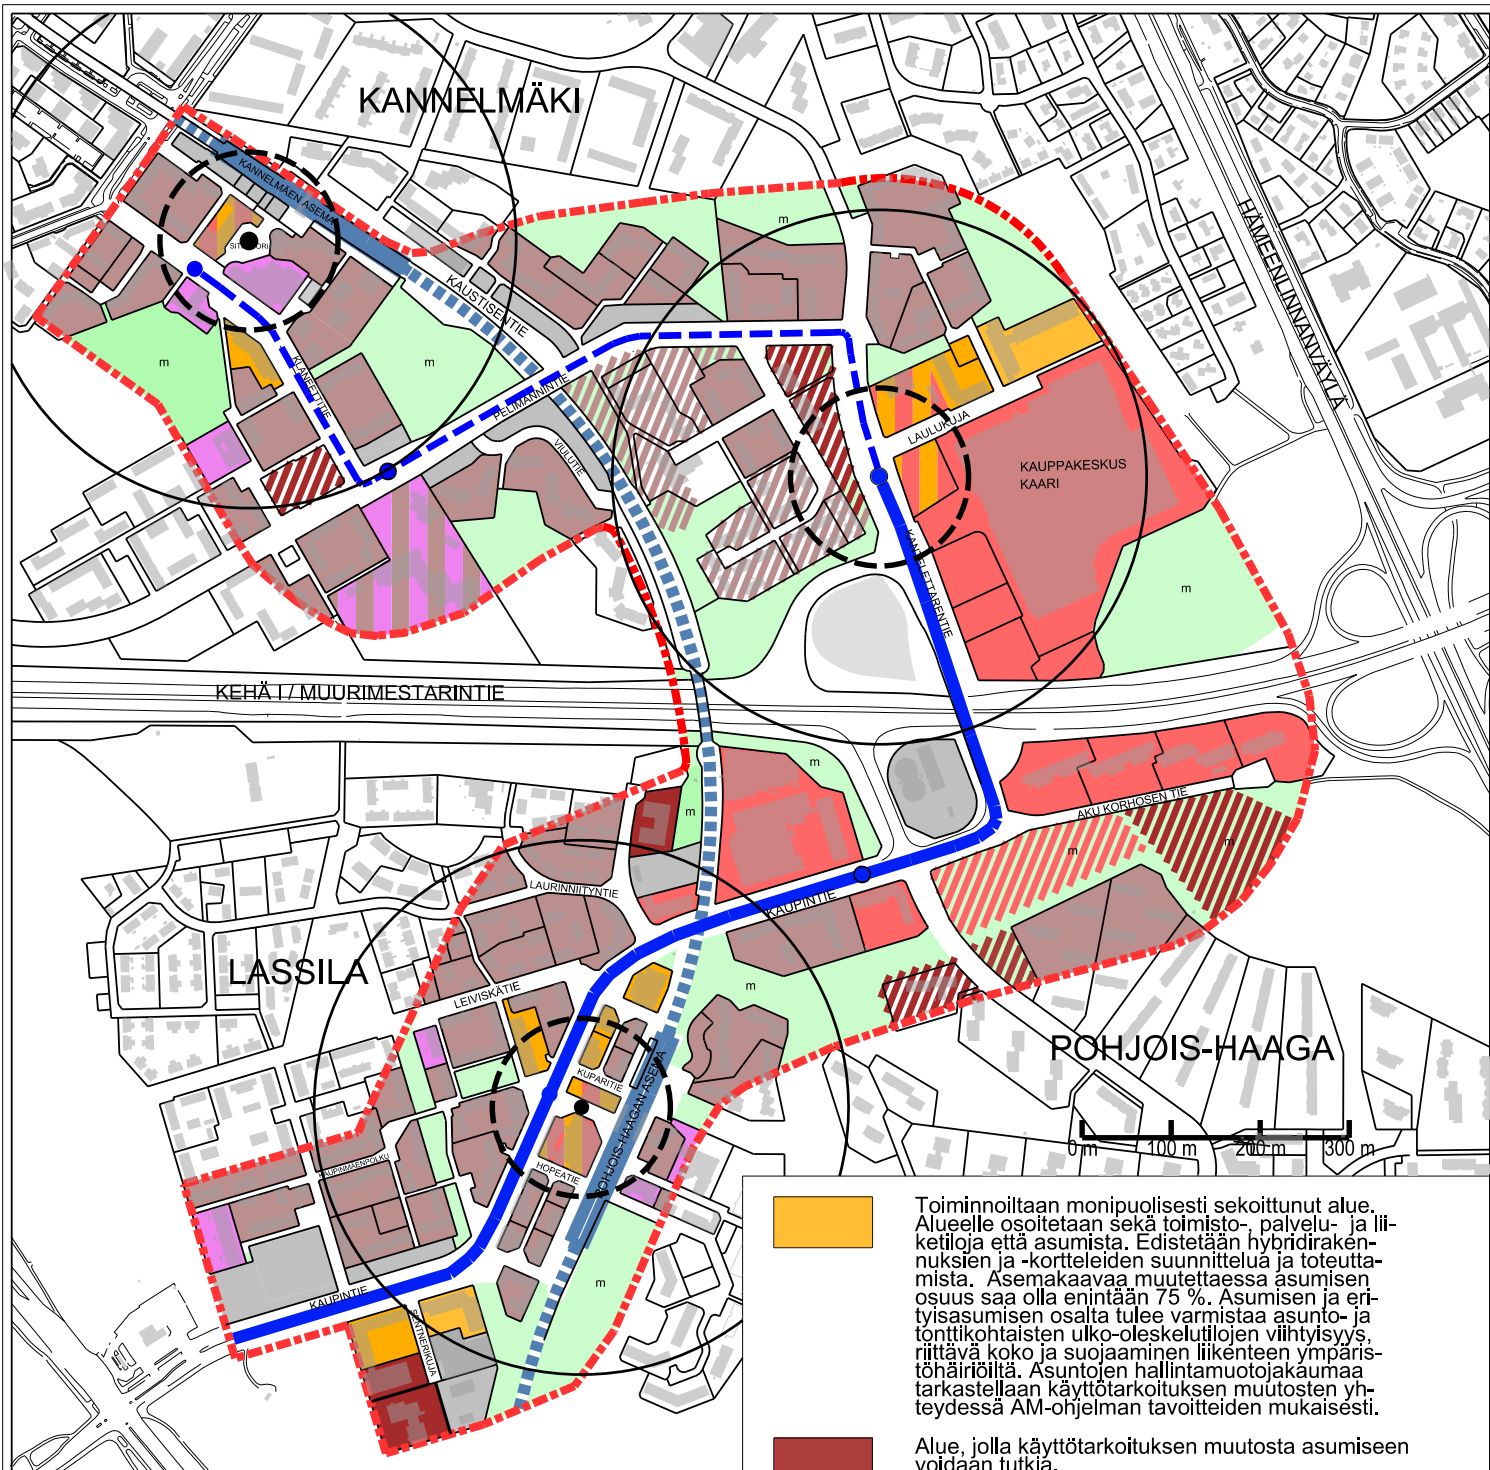 KANNELMÄKI
KANNELMÄEN ASEMA
HÄMEENLINNANVÄYLÄ
m
KAUSTISENTIE
m
m
KLANEETTITIE
PELIMANNINTIE
VIULUTIE
LAULUKUJA
KAUPPAKESKUS
KAARI
KANTELETTARENTIE
m
KEHÄ I / MUURIMESTARINTIE
m
m
AKU KORHOSEN TIE
m
m
LAURINNIITYNTIE
KAUPINTIE
LASSILA
LEIVISKÄTIE
m
POHJOIS-HAAGA
KUPARITIE
POHJOIS-HAAGAN ASEMA
KAUPINMÄENPOLKU
HOPEATIE
0 m 100 m 200 m 300 m
m
KAUPINTIE
SENTNERIKUJA
Toiminnoiltaan monipuolisesti sekoittunut alue.
Alueelle osoitetaan sekä toimisto-, palvelu- ja lii-
ketiloja että asumista. Edistetään hybridiraken-
nuksien ja -kortteleiden suunnittelua ja toteutta-
mista. Asemakaavaa muutettaessa asumisen
osuus saa olla enintään 75 %. Asumisen ja eri-
tyisasumisen osalta tulee varmistaa asunto- ja
tonttikohtaisten ulko-oleskelutilojen viihtyisyys,
riittävä koko ja suojaaminen liikenteen ympäris-
töhäiriöiltä. Asuntojen hallintamuotojakaumaa
tarkastellaan käyttötarkoituksen muutosten yh-
teydessä AM-ohjelman tavoitteiden mukaisesti.
Alue, jolla käyttötarkoituksen muutosta asumiseen
voidaan tutkia.